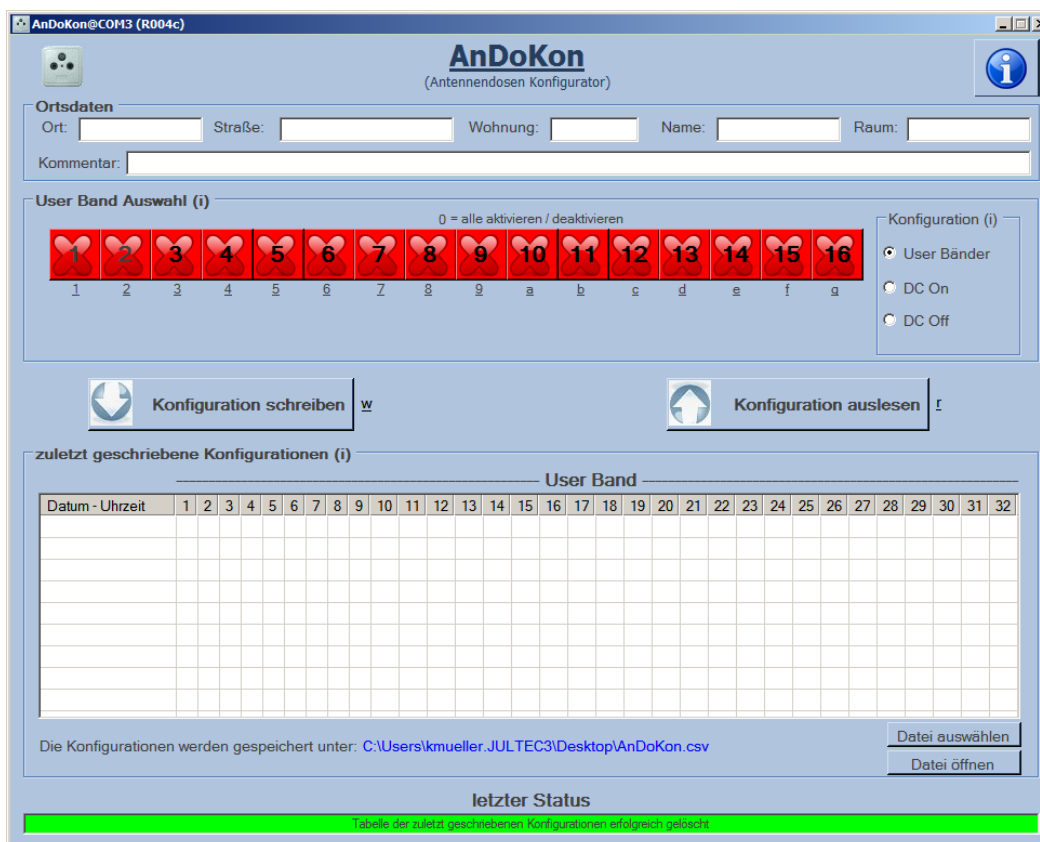 AnDoKon@COM3 (R004c)
AnDoKon
(Antennendosen Konfigurator)
Ortsdaten
Ort: Straße: Wohnung: Name: Raum:
Kommentar:
User Band Auswahl (i)
0 = alle aktivieren / deaktivieren
1 2 3 4 5 6 7 8 9 10 11 12 13 14 15 16
1 2 3 4 5 6 7 8 9 a b c d e f g
Konfiguration (i)
User Bänder
DC On
DC Off
Konfiguration schreiben w
Konfiguration auslesen r
zuletzt geschriebene Konfigurationen (i)
User Band
Datum - Uhrzeit 1 2 3 4 5 6 7 8 9 10 11 12 13 14 15 16 17 18 19 20 21 22 23 24 25 26 27 28 29 30 31 32
Die Konfigurationen werden gespeichert unter: C:\Users\kmueller.JULTEC3\Desktop\AnDoKon.csv
Datei auswählen
Datei öffnen
letzter Status
Tabelle der zuletzt geschriebenen Konfigurationen erfolgreich gelöscht